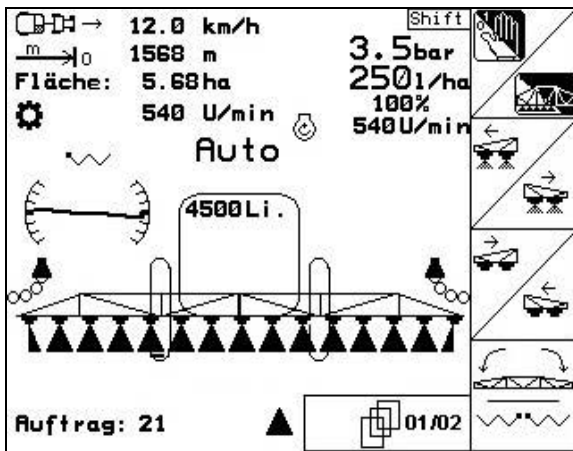 12.0 km/h
Shift
m 0 1568 m
3.5bar
Fläche: 5.68ha
250l/ha
100%
540 U/min
540U/min
Auto
4500Li.
Auftrag: 21
01/02